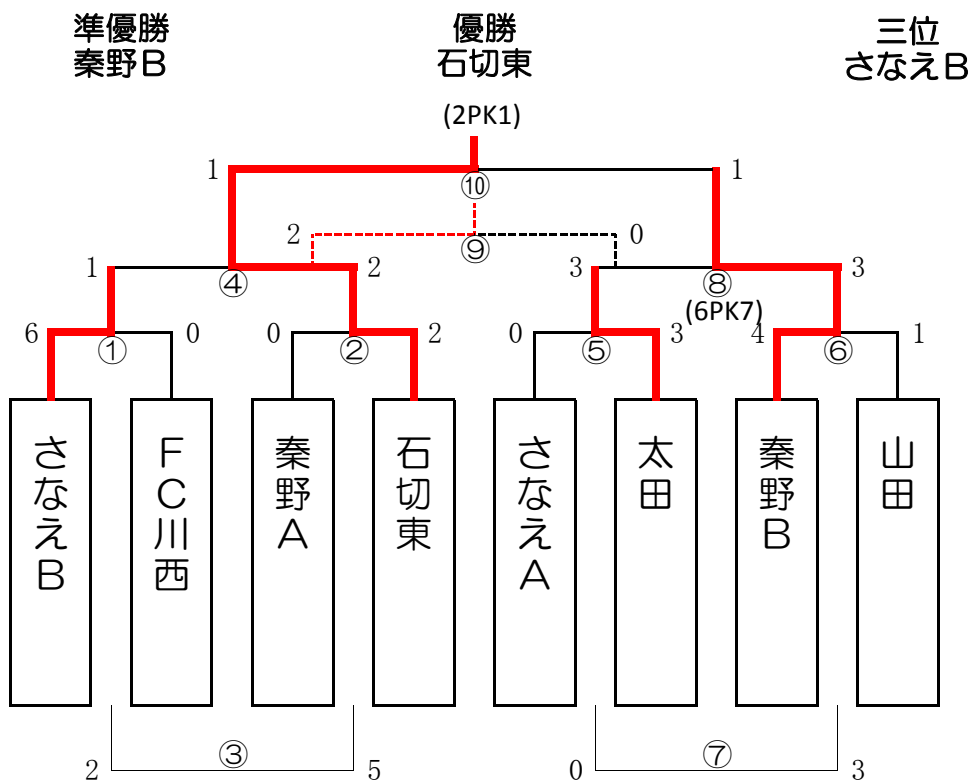 準優勝
秦野B
優勝
石切東
三位
さなえB
(2PK1)
1
⑩
1
2
⑨
0
1
④
2
3
⑧
3
(6PK7)
6
①
0
0
②
2
0
⑤
3
4
⑥
1
さなえB
FC川西
秦野A
石切東
さなえA
太田
秦野B
山田
2
③
5
0
⑦
3